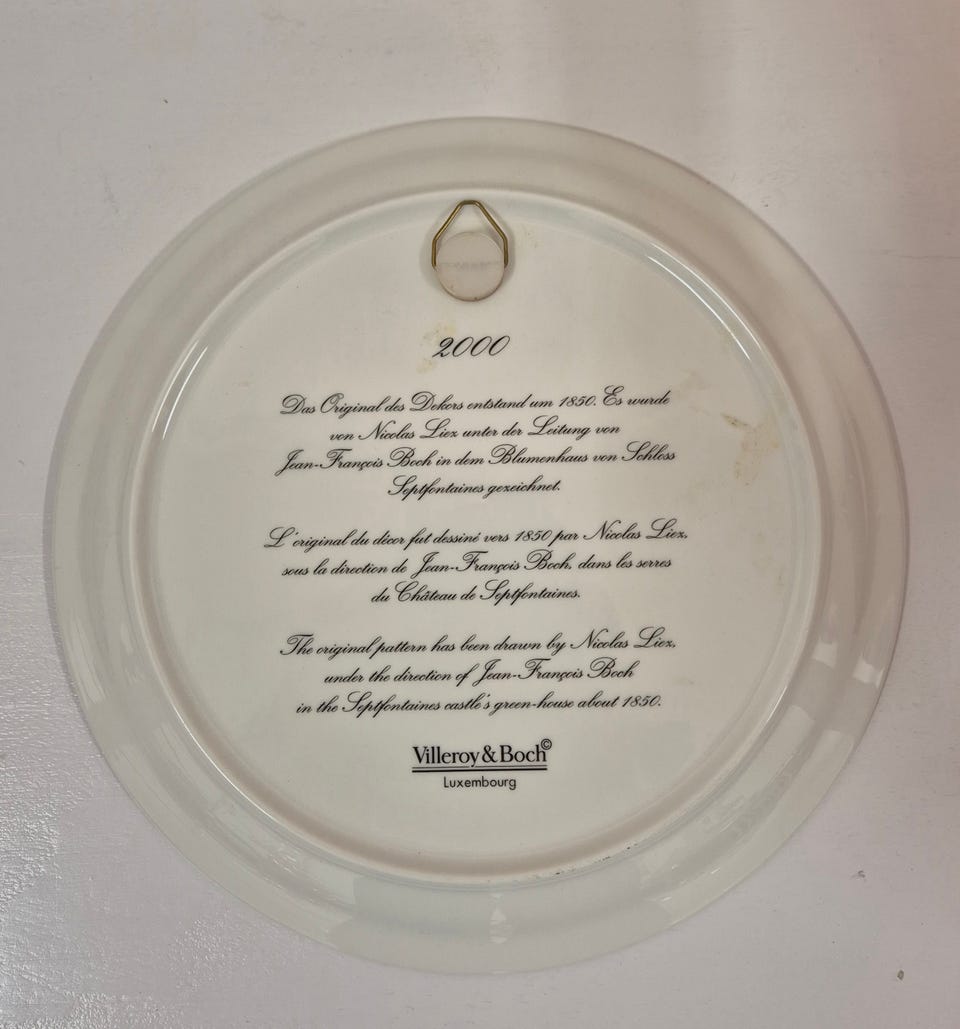 2000
Das Original des Dekors entstand um 1850. Es wurde
von Nicolas Liez unter der Leitung von
Jean-François Boch in dem Blumenhaus von Schloss
Septfontaines gezeichnet.
L'original du décor fut dessiné vers 1850 par Nicolas Liez,
sous la direction de Jean-François Boch, dans les serres
du Château de Septfontaines.
The original pattern has been drawn by Nicolas Liez,
under the direction of Jean-François Boch
in the Septfontaines castle's green-house about 1850.
Villeroy & Boch©
Luxembourg